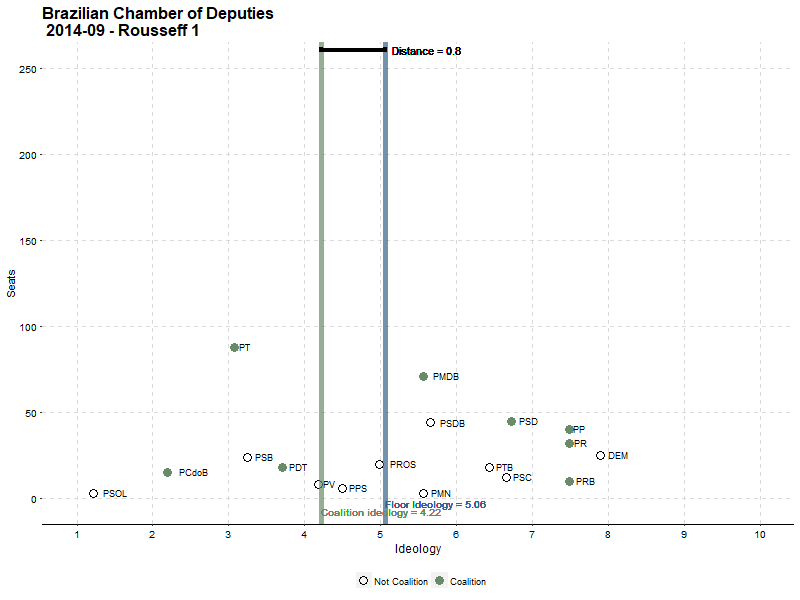 Brazilian Chamber of Deputies
2014-09 - Rousseff 1
Distance = 0.8
250
200
150
100
50
0
Seats
PT
PMDB
PSDB
PSD
PP
PR
DEM
PSB
PCdoB
PDT
PROS
PTB
PSC
PRB
PV
PPS
PMN
PSOL
Floor Ideology = 5.06
Coalition ideology = 4.22
1 2 3 4 5 6 7 8 9 10
Ideology
Not Coalition Coalition